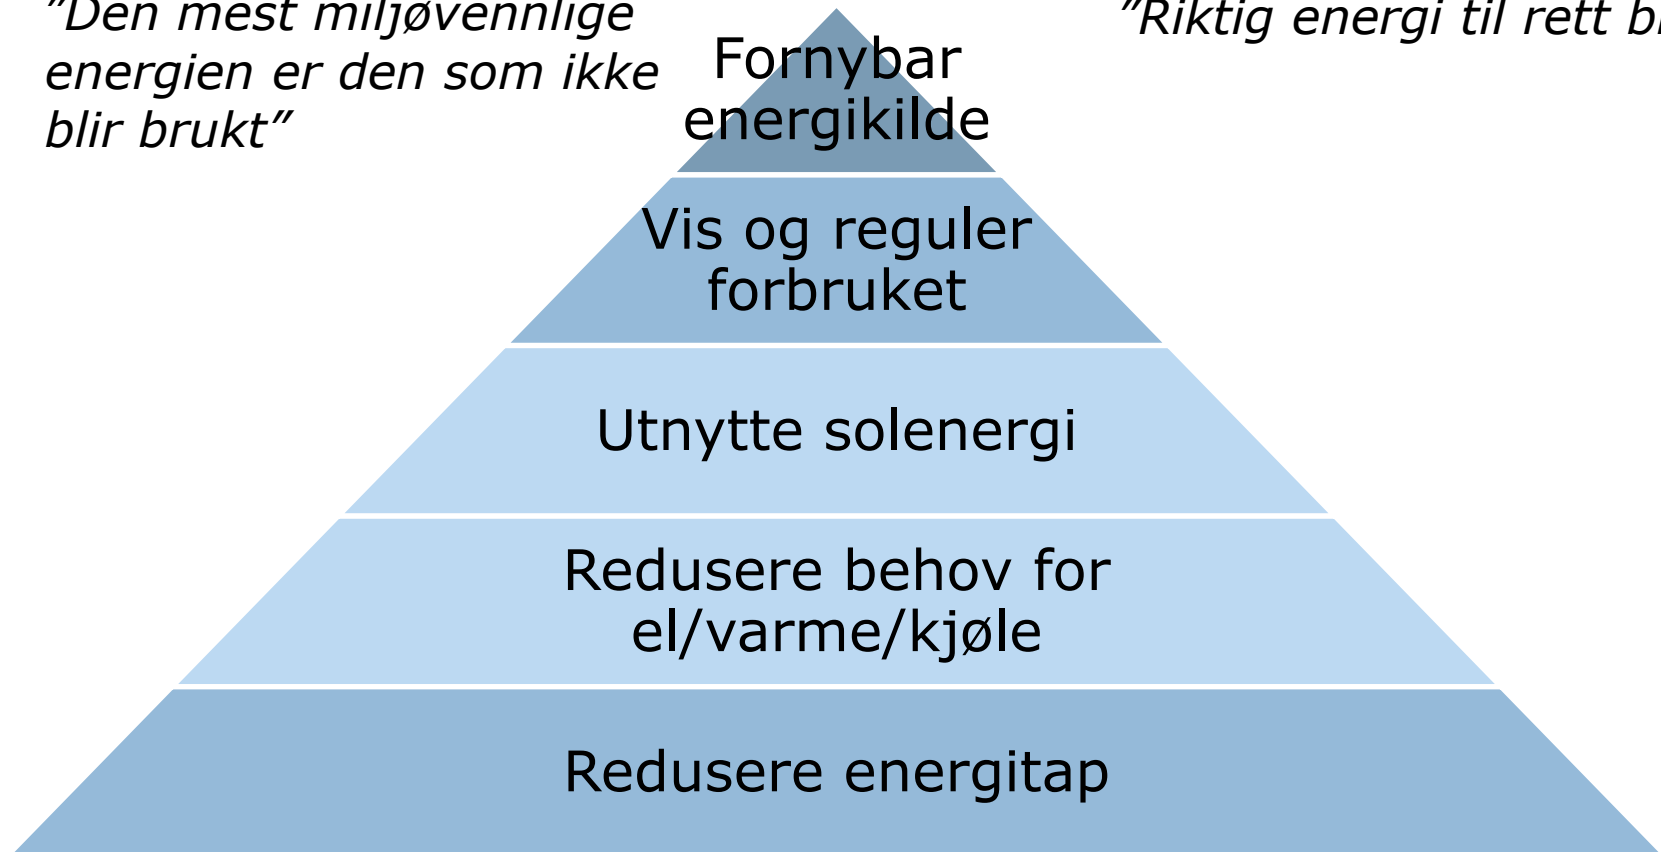 ”Den mest miljøvennlige
energien er den som ikke
blir brukt”
”Riktig energi til rett
Fornybar
energikilde
Vis og reguler
forbruket
Utnytte solenergi
Redusere behov for
el/varme/kjøle
Redusere energitap